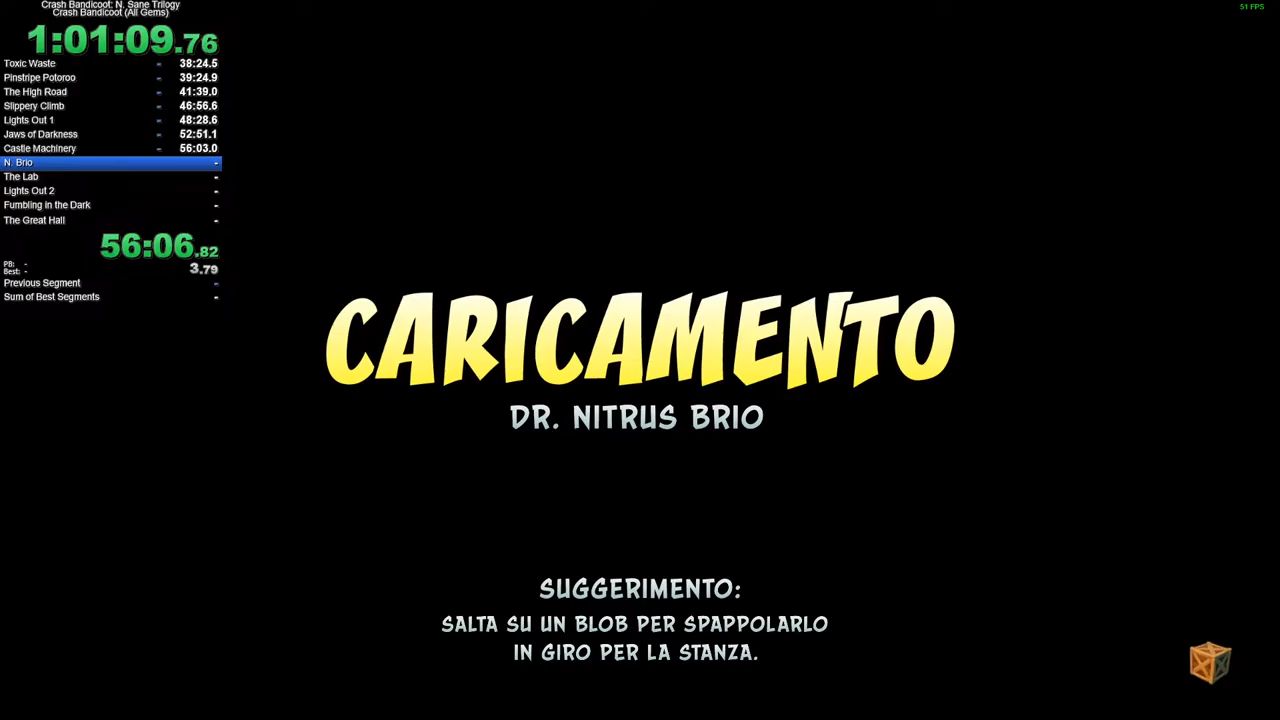 Crash Bandicoot: N. Sane Trilogy
Crash Bandicoot (All Gems)
51 FPS
1:01:09.76
Toxic Waste - 38:24.5
Pinstripe Potoroo - 39:24.9
The High Road - 41:39.0
Slippery Climb - 46:56.6
Lights Out 1 - 48:28.6
Jaws of Darkness - 52:51.1
Castle Machinery - 56:03.0
N. Brio -
The Lab -
Lights Out 2 -
Fumbling in the Dark -
The Great Hall -
56:06.82
PB: -
Best: - 3.79
Previous Segment -
Sum of Best Segments -
CARICAMENTO
DR. NITRUS BRIO
SUGGERIMENTO:
SALTA SU UN BLOB PER SPAPPOLARLO
IN GIRO PER LA STANZA.